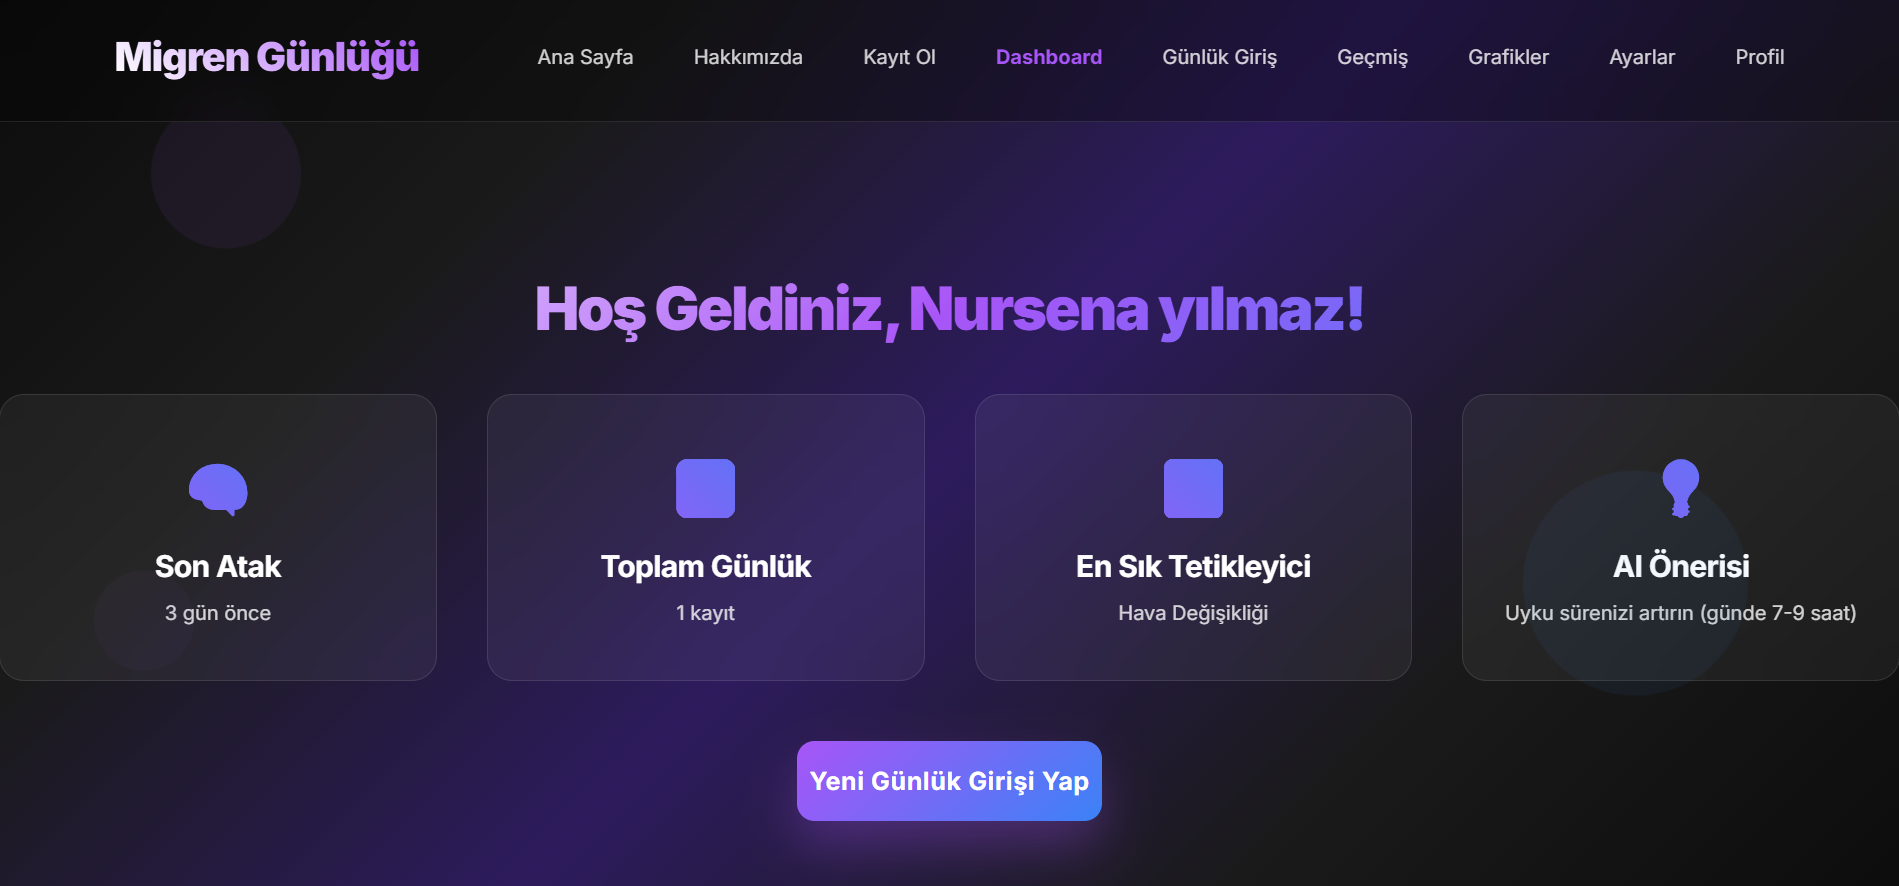 Migren Günlüğü
Ana Sayfa
Hakkımızda
Kayıt Ol
Dashboard
Günlük Giriş
Geçmiş
Grafikler
Ayarlar
Profil
Hoş Geldiniz, Nursena yılmaz!
Son Atak
3 gün önce
Toplam Günlük
1 kayıt
En Sık Tetikleyici
Hava Değişikliği
AI Önerisi
Uyku sürenizi artırın (günde 7-9 saat)
Yeni Günlük Girişi Yap